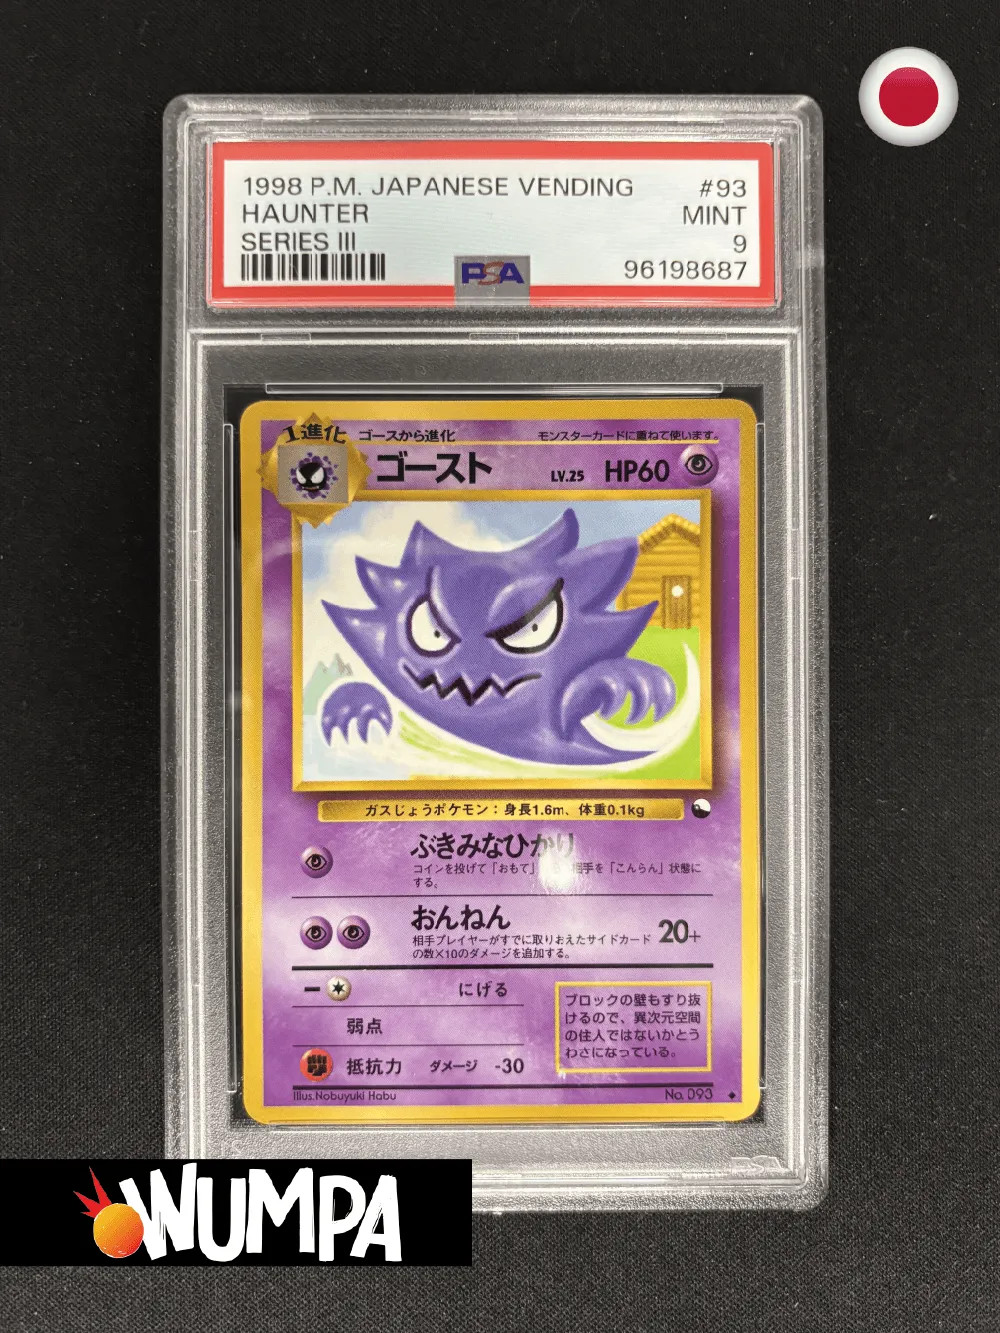 1998 P.M. JAPANESE VENDING #93
HAUNTER MINT
SERIES III 9
PSA 96198687
1進化 ゴースから進化 モンスターカードに重ねて使います。
ゴースト LV.25 HP60
ガスじょうポケモン：身長1.6m、体重0.1kg
ぶきみなひかり
コインを投げて「おもて」 相手を「こんらん」状態に
する。
おんねん 20+
相手プレイヤーがすでに取りおえたサイドカード
の数×10のダメージを追加する。
− にげる
弱点
抵抗力 ダメージ -30
ブロックの壁もすり抜
けるので、異次元空間
の住人ではないかとう
わさになっている。
Illus.Nobuyuki Habu No. 093
PSA
WUMPA